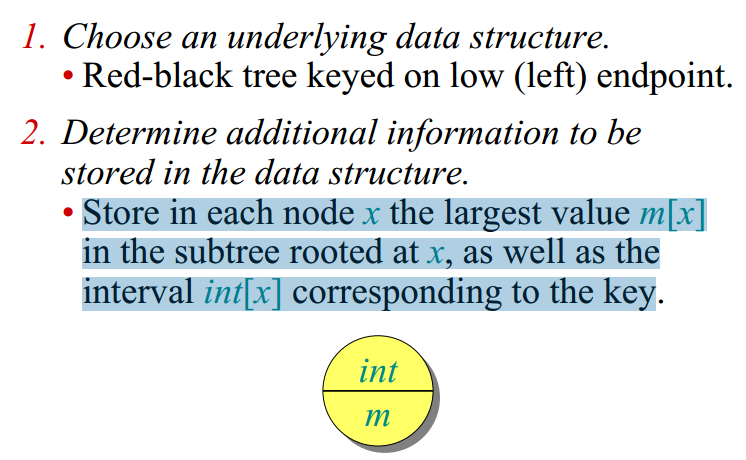 1. Choose an underlying data structure.
• Red-black tree keyed on low (left) endpoint.
2. Determine additional information to be
stored in the data structure.
• Store in each node x the largest value m[x]
in the subtree rooted at x, as well as the
interval int[x] corresponding to the key.
int
m